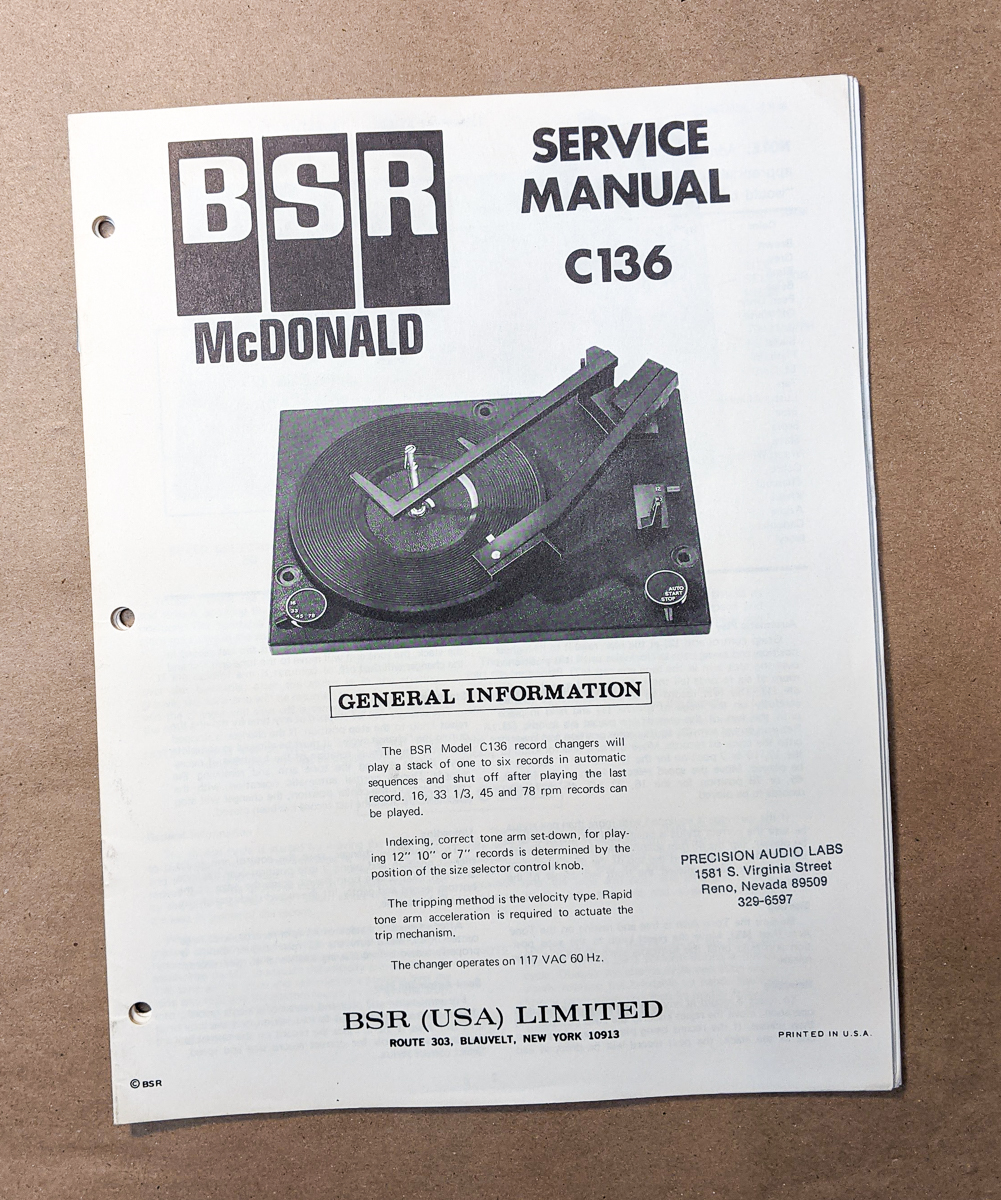 BSR
McDONALD
SERVICE
MANUAL
C136
16
33
45 78
12
AUTO
START
STOP
GENERAL INFORMATION
The BSR Model C136 record changers will
play a stack of one to six records in automatic
sequences and shut off after playing the last
record. 16, 33 1/3, 45 and 78 rpm records can
be played.
Indexing, correct tone arm set-down, for play-
ing 12" 10" or 7" records is determined by the
position of the size selector control knob.
The tripping method is the velocity type. Rapid
tone arm acceleration is required to actuate the
trip mechanism.
The changer operates on 117 VAC 60 Hz.
PRECISION AUDIO LABS
1581 S. Virginia Street
Reno, Nevada 89509
329-6597
BSR (USA) LIMITED
ROUTE 303, BLAUVELT, NEW YORK 10913
PRINTED IN U.S.A.
© BSR